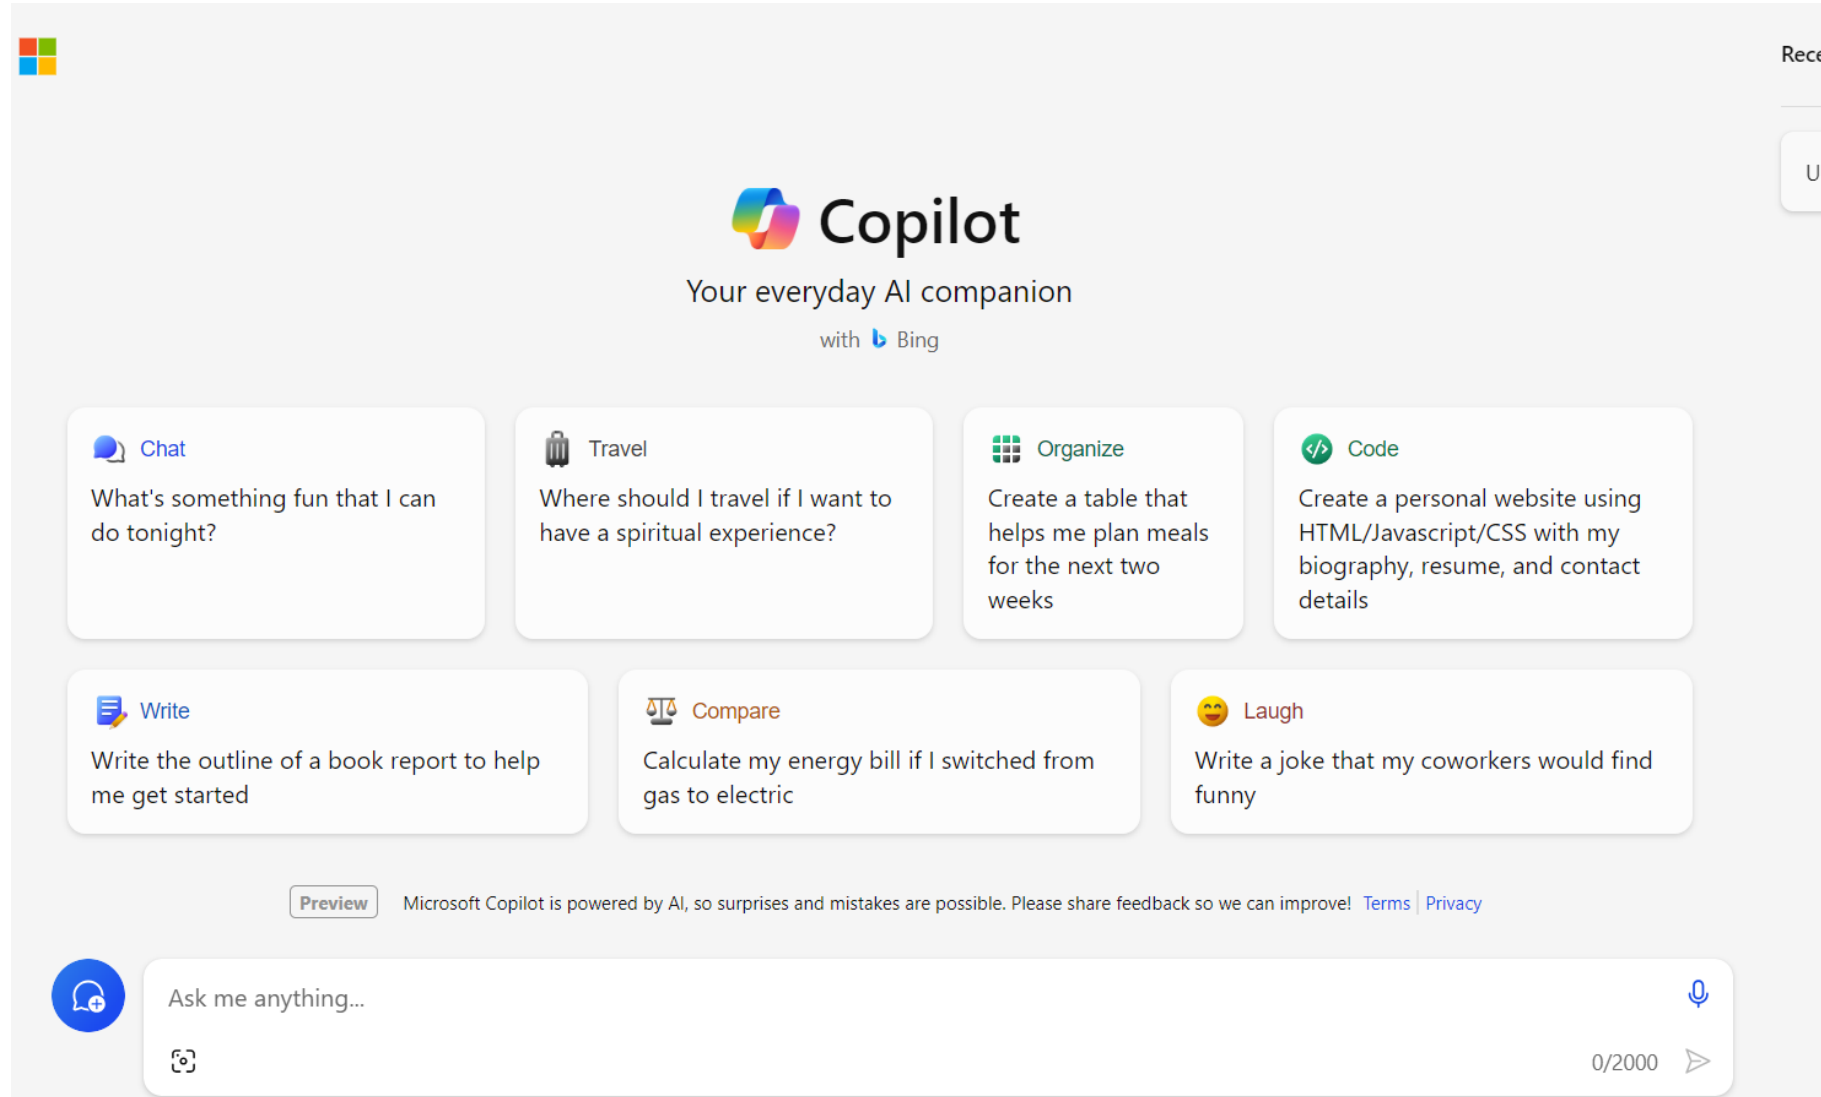 Copilot
Your everyday AI companion
with Bing
Chat
What's something fun that I can
do tonight?
Travel
Where should I travel if I want to
have a spiritual experience?
Organize
Create a table that
helps me plan meals
for the next two
weeks
Code
Create a personal website using
HTML/Javascript/CSS with my
biography, resume, and contact
details
Write
Write the outline of a book report to help
me get started
Compare
Calculate my energy bill if I switched from
gas to electric
Laugh
Write a joke that my coworkers would find
funny
Preview Microsoft Copilot is powered by AI, so surprises and mistakes are possible. Please share feedback so we can improve! Terms Privacy
Ask me anything...
0/2000